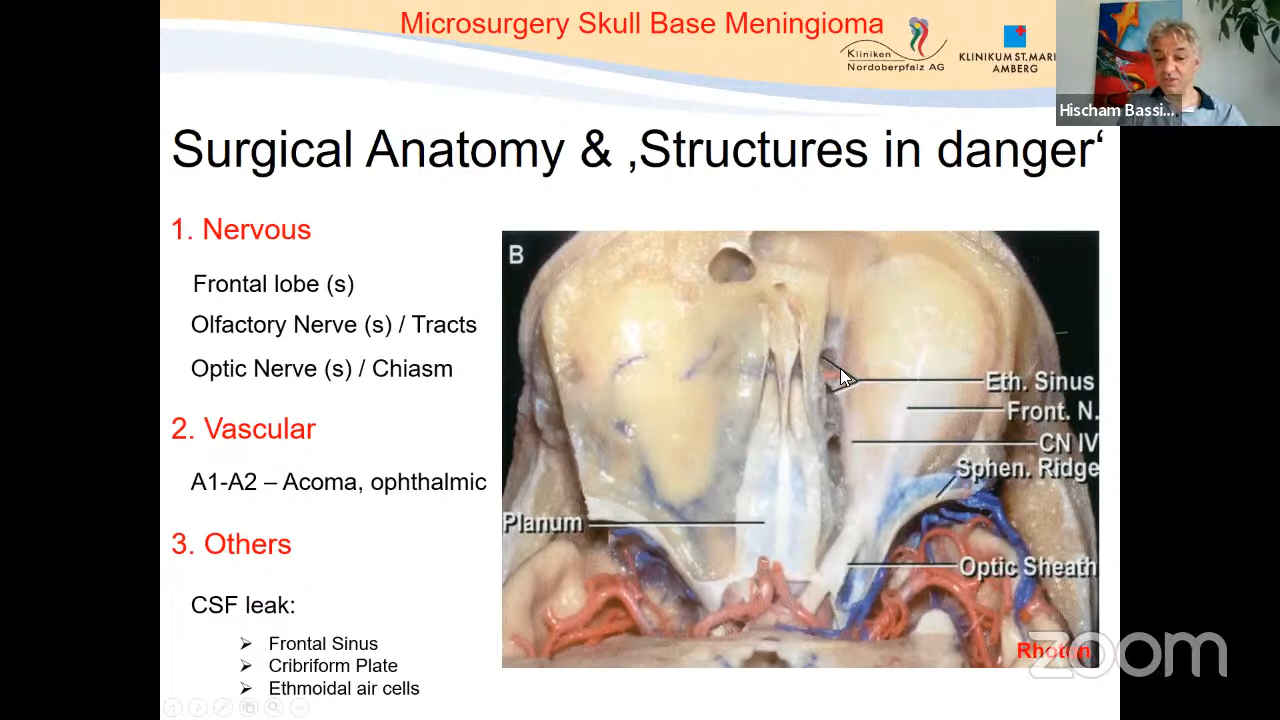 Microsurgery Skull Base Meningioma
Kliniken
Nordoberpfalz AG
KLINIKUM ST.MARI
AMBERG
Hischam Bassi...
Surgical Anatomy & ‚Structures in danger‘
1. Nervous
Frontal lobe (s)
Olfactory Nerve (s) / Tracts
Optic Nerve (s) / Chiasm
2. Vascular
A1-A2 – Acoma, ophthalmic
3. Others
CSF leak:
Frontal Sinus
Cribriform Plate
Ethmoidal air cells
B
Eth. Sinus
Front. N.
CN IV
Sphen. Ridge
Planum
Optic Sheath
Rhoton
zoom